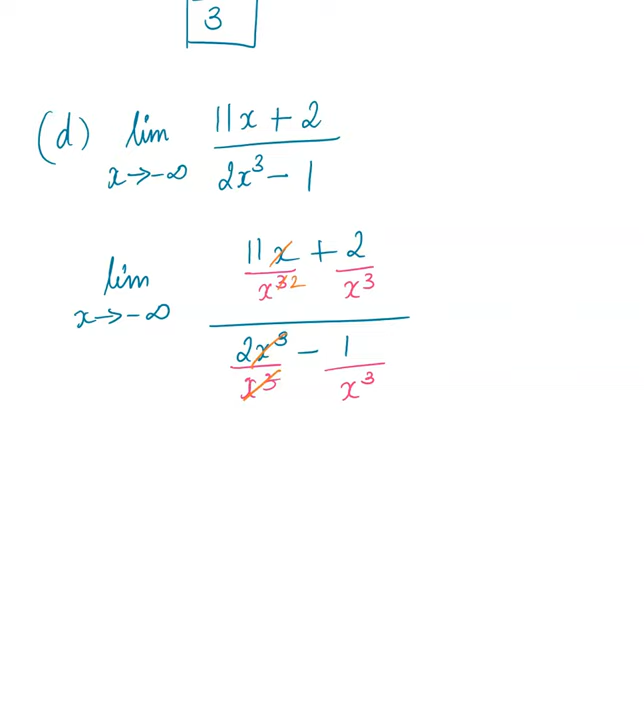 3
(d) lim 11x + 2
x→-∞ 2x³ - 1
lim 11x + 2
x³2 x³
x→-∞
2x³ - 1
x³ x³